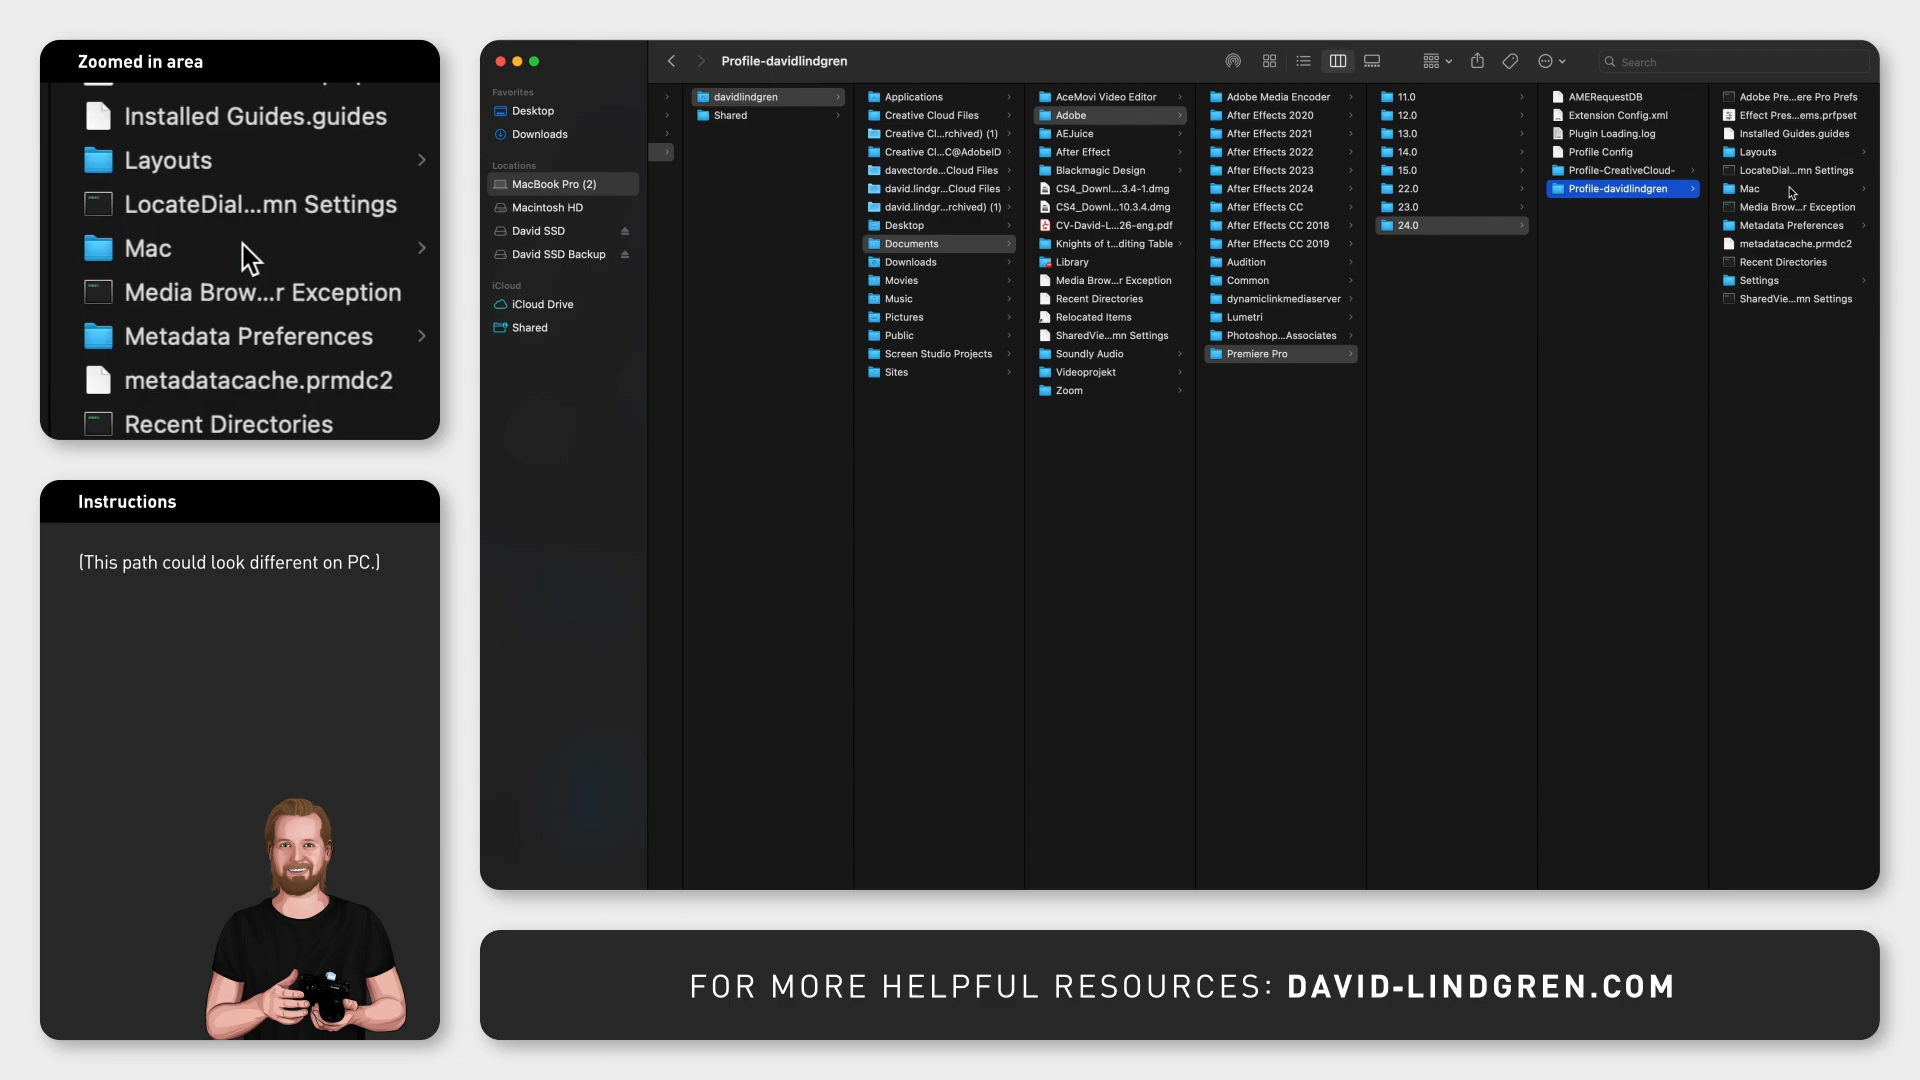 Zoomed in area
Installed Guides.guides
Layouts
LocateDial...mn Settings
Mac
Media Brow...r Exception
Metadata Preferences
metadatacache.prmdc2
Recent Directories
Instructions
(This path could look different on PC.)
Profile-davidlindgren
Search
Favorites
Desktop
Downloads
Locations
MacBook Pro (2)
Macintosh HD
David SSD
David SSD Backup
iCloud
iCloud Drive
Shared
davidlindgren
Shared
Applications
Creative Cloud Files
Creative Cl...rchived) (1)
Creative Cl...C@AdobeID
davectorde...Cloud Files
david.lindgr...Cloud Files
david.lindgr...rchived) (1)
Desktop
Documents
Downloads
Movies
Music
Pictures
Public
Screen Studio Projects
Sites
AceMovi Video Editor
Adobe
AEJuice
After Effect
Blackmagic Design
CS4_Downl...3.4-1.dmg
CS4_Downl...10.3.4.dmg
CV-David-L...26-eng.pdf
Knights of t...diting Table
Library
Media Brow...r Exception
Recent Directories
Relocated Items
SharedVie...mn Settings
Soundly Audio
Videoprojekt
Zoom
Adobe Media Encoder
After Effects 2020
After Effects 2021
After Effects 2022
After Effects 2023
After Effects 2024
After Effects CC
After Effects CC 2018
After Effects CC 2019
Audition
Common
dynamiclinkmediaserver
Lumetri
Photoshop...Associates
Premiere Pro
11.0
12.0
13.0
14.0
15.0
22.0
23.0
24.0
AMERequestDB
Extension Config.xml
Plugin Loading.log
Profile Config
Profile-CreativeCloud-
Profile-davidlindgren
Adobe Pre...ere Pro Prefs
Effect Pres...ems.prfpset
Installed Guides.guides
Layouts
LocateDial...mn Settings
Mac
Media Brow...r Exception
Metadata Preferences
metadatacache.prmdc2
Recent Directories
Settings
SharedVie...mn Settings
FOR MORE HELPFUL RESOURCES: DAVID-LINDGREN.COM